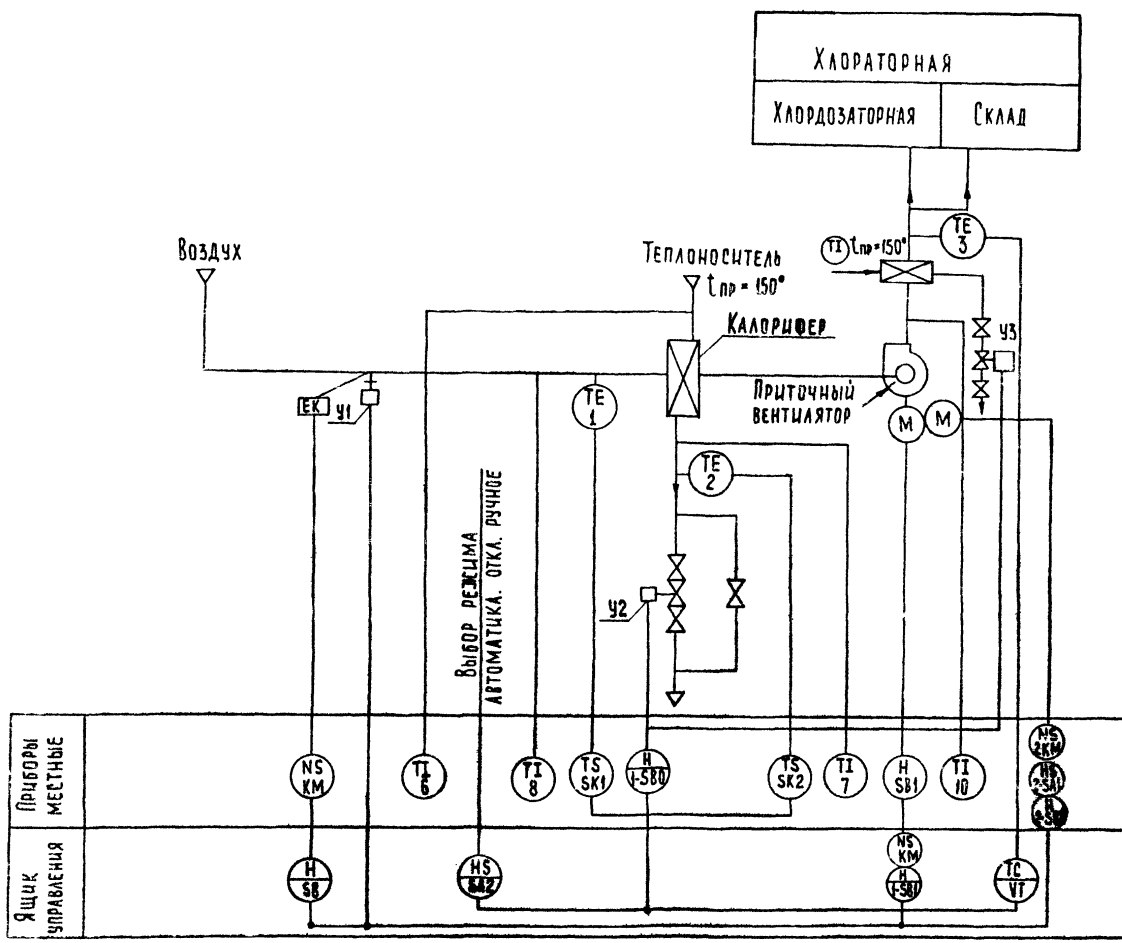 Хлораторная
Хлордозаторная
Склад
Воздух
Теплоноситель
tпр = 150°
TI
tпр = 150°
TE
3
Калорифер
У3
EK
У1
TE
1
Приточный
вентилятор
M
M
TE
2
У2
Выбор режима
автоматика. откл. ручное
Приборы
местные
NS
KM
TI
6
TI
8
TS
SK1
H
1-SB0
TS
SK2
TI
7
H
SB1
TI
10
NS
2KM
HS
2-SA1
H
Ящик
управления
H
SB
HS
SA2
NS
KM
H
1-SB1
TC
VT